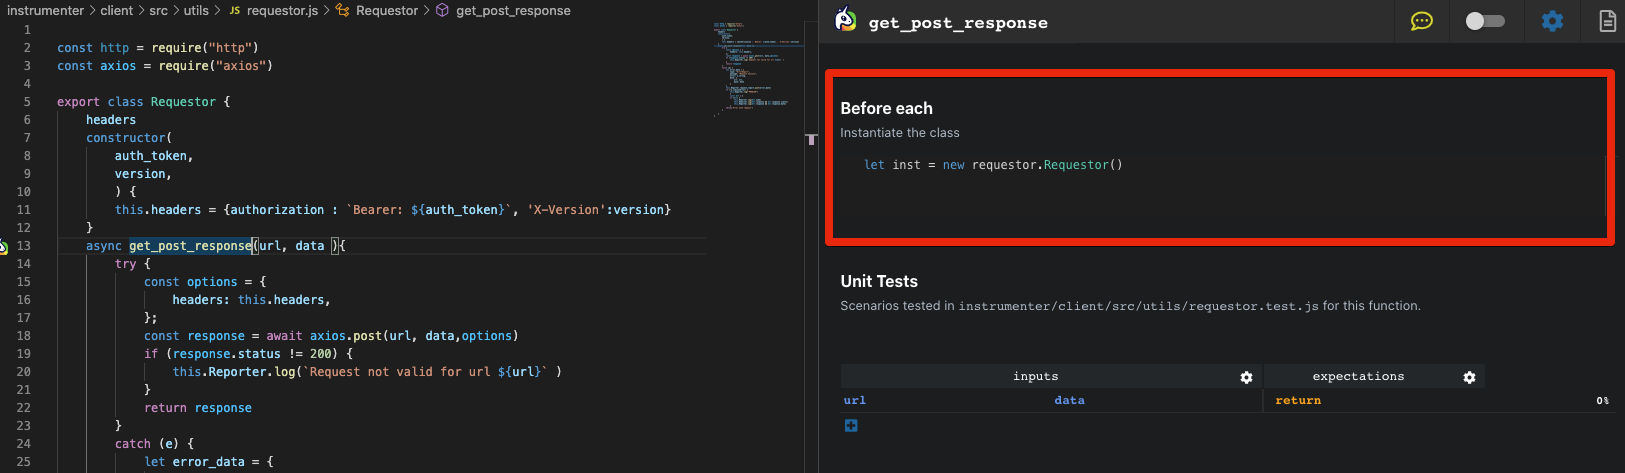 instrumenter > client > src > utils > JS requestor.js > Requestor > get_post_response
1
2 const http = require("http")
3 const axios = require("axios")
4
5 export class Requestor {
6 headers
7 constructor(
8 auth_token,
9 version,
10 ) {
11 this.headers = {authorization : `Bearer: ${auth_token}`, 'X-Version':version}
12 }
13 async get_post_response(url, data ){
14 try {
15 const options = {
16 headers: this.headers,
17 };
18 const response = await axios.post(url, data,options)
19 if (response.status != 200) {
20 this.Reporter.log(`Request not valid for url ${url}` )
21 }
22 return response
23 }
24 catch (e) {
25 let error_data = {
get_post_response
Before each
Instantiate the class
let inst = new requestor.Requestor()
Unit Tests
Scenarios tested in instrumenter/client/src/utils/requestor.test.js for this function.
inputs expectations
url data return 0%